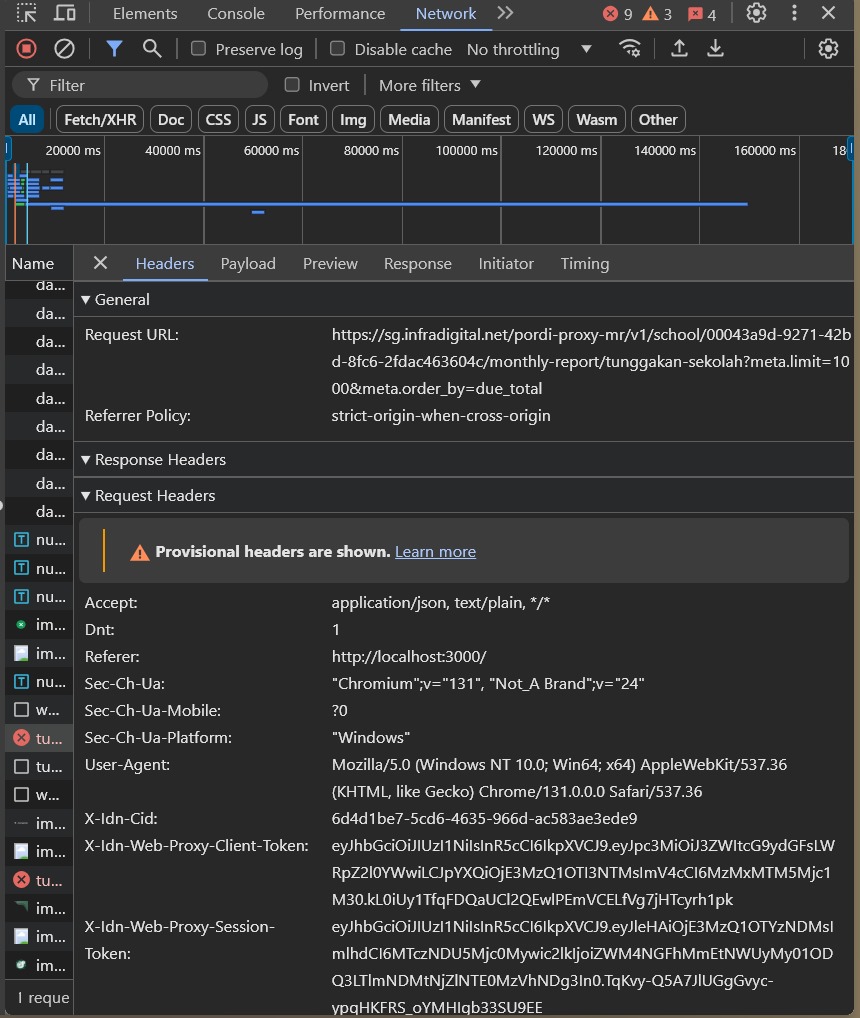 Elements Console Performance Network 9 3 4
Preserve log Disable cache No throttling
Filter Invert More filters
All Fetch/XHR Doc CSS JS Font Img Media Manifest WS Wasm Other
20000 ms 40000 ms 60000 ms 80000 ms 100000 ms 120000 ms 140000 ms 160000 ms 18
Name Headers Payload Preview Response Initiator Timing
da...
da...
da...
da...
da...
da...
da...
da...
da...
nu...
nu...
nu...
im...
im...
nu...
w...
tu...
tu...
w...
im...
im...
tu...
im...
im...
im...
1 reque
General
Request URL: https://sg.infradigital.net/pordi-proxy-mr/v1/school/00043a9d-9271-42b
d-8fc6-2fdac463604c/monthly-report/tunggakan-sekolah?meta.limit=10
00&meta.order_by=due_total
Referrer Policy: strict-origin-when-cross-origin
Response Headers
Request Headers
Provisional headers are shown. Learn more
Accept: application/json, text/plain, */*
Dnt: 1
Referer: http://localhost:3000/
Sec-Ch-Ua: "Chromium";v="131", "Not_A Brand";v="24"
Sec-Ch-Ua-Mobile: ?0
Sec-Ch-Ua-Platform: "Windows"
User-Agent: Mozilla/5.0 (Windows NT 10.0; Win64; x64) AppleWebKit/537.36
(KHTML, like Gecko) Chrome/131.0.0.0 Safari/537.36
X-Idn-Cid: 6d4d1be7-5cd6-4635-966d-ac583ae3ede9
X-Idn-Web-Proxy-Client-Token: eyJhbGciOiJIUzI1NiIsInR5cCI6IkpXVCJ9.eyJpc3MiOiJ3ZWItcG9ydGFsLW
RpZ2l0YWwiLCJpYXQiOjE3MzQ1OTI3NTMsImV4cCI6MzMxMTM5Mjc1
M30.kL0iUy1TfqFDQaUCl2QEwlPEmVCELfVg7jHTcyrh1pk
X-Idn-Web-Proxy-Session- eyJhbGciOiJIUzI1NiIsInR5cCI6IkpXVCJ9.eyJleHAiOjE3MzQ1OTYzNDMsI
Token: mlhdCI6MTczNDU5Mjc0Mywic2lkIjoiZWM4NGFhMmEtNWUyMy01OD
Q3LTlmNDMtNjZlNTE0MzVhNDg3In0.TqKvy-Q5A7JlUGgGvyc-
ypqHKFRS_oYMHIqb33SU9EE